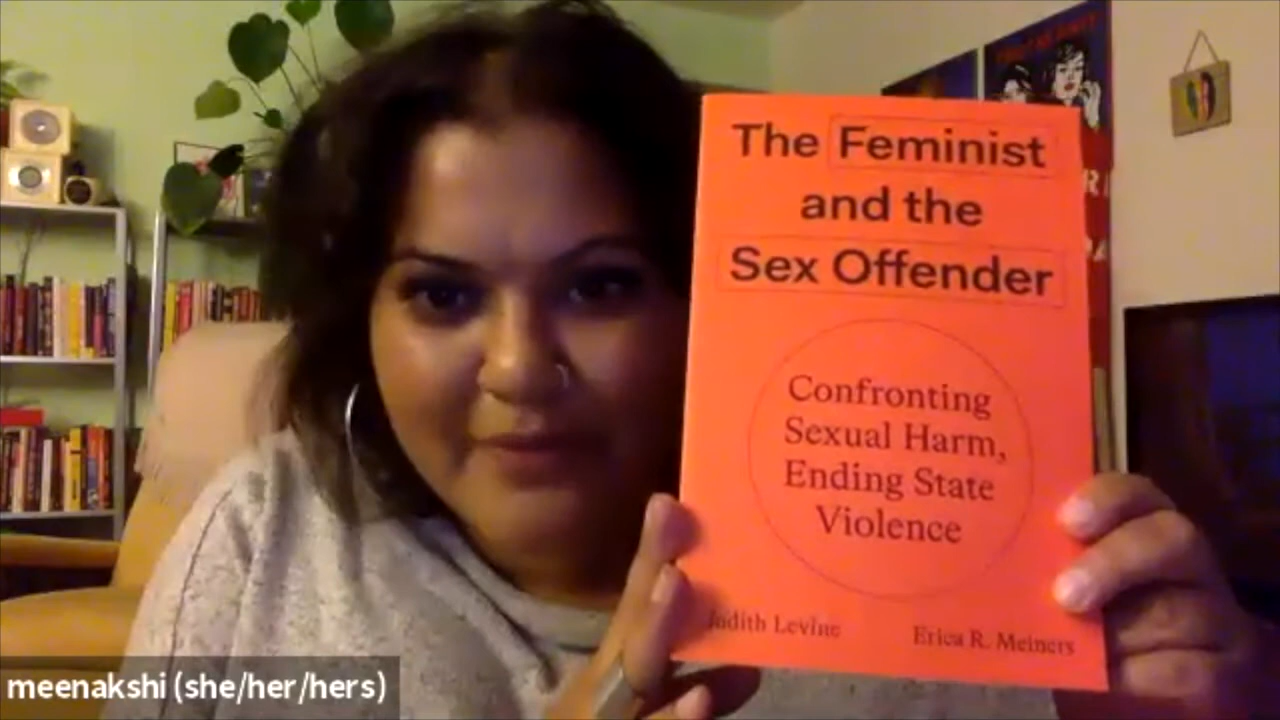 The Feminist
and the
Sex Offender
Confronting
Sexual Harm,
Ending State
Violence
Judith Levine
Erica R. Meiners
meenakshi (she/her/hers)